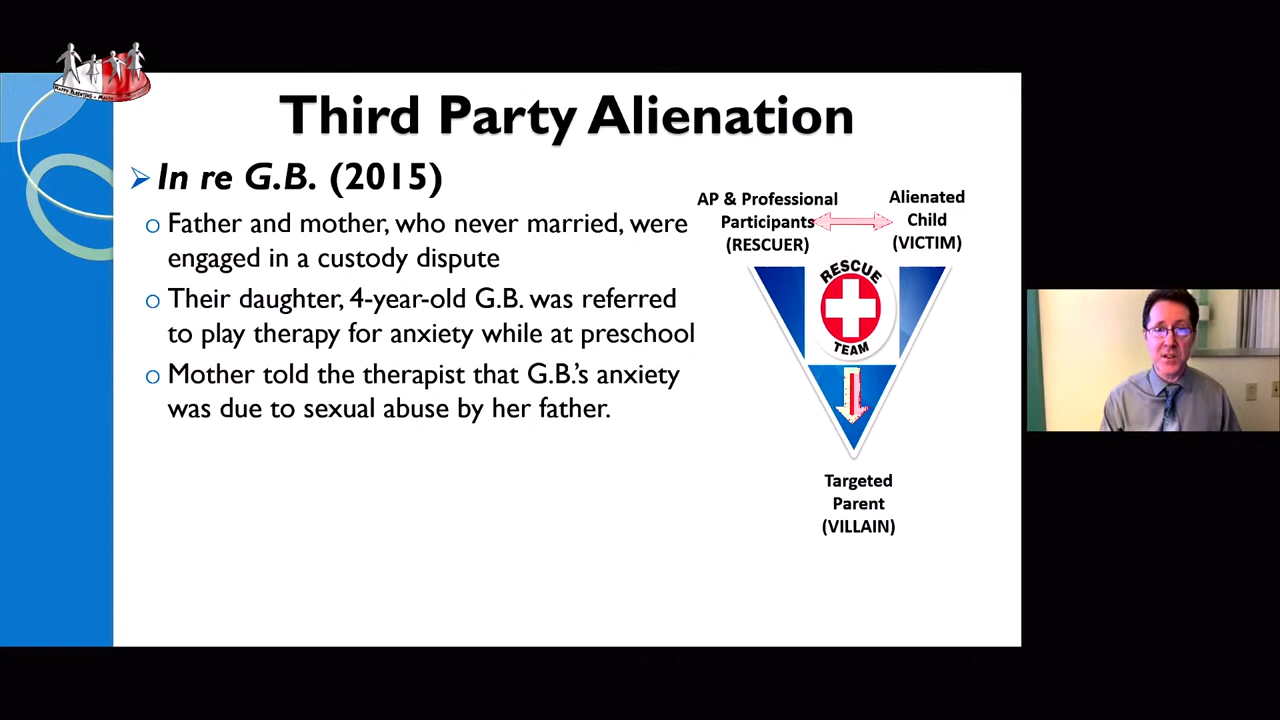 HAPPY PARENTING - MALTA
Third Party Alienation
In re G.B. (2015)
Father and mother, who never married, were
engaged in a custody dispute
Their daughter, 4-year-old G.B. was referred
to play therapy for anxiety while at preschool
Mother told the therapist that G.B.'s anxiety
was due to sexual abuse by her father.
AP & Professional
Participants
(RESCUER)
Alienated
Child
(VICTIM)
RESCUE
TEAM
Targeted
Parent
(VILLAIN)